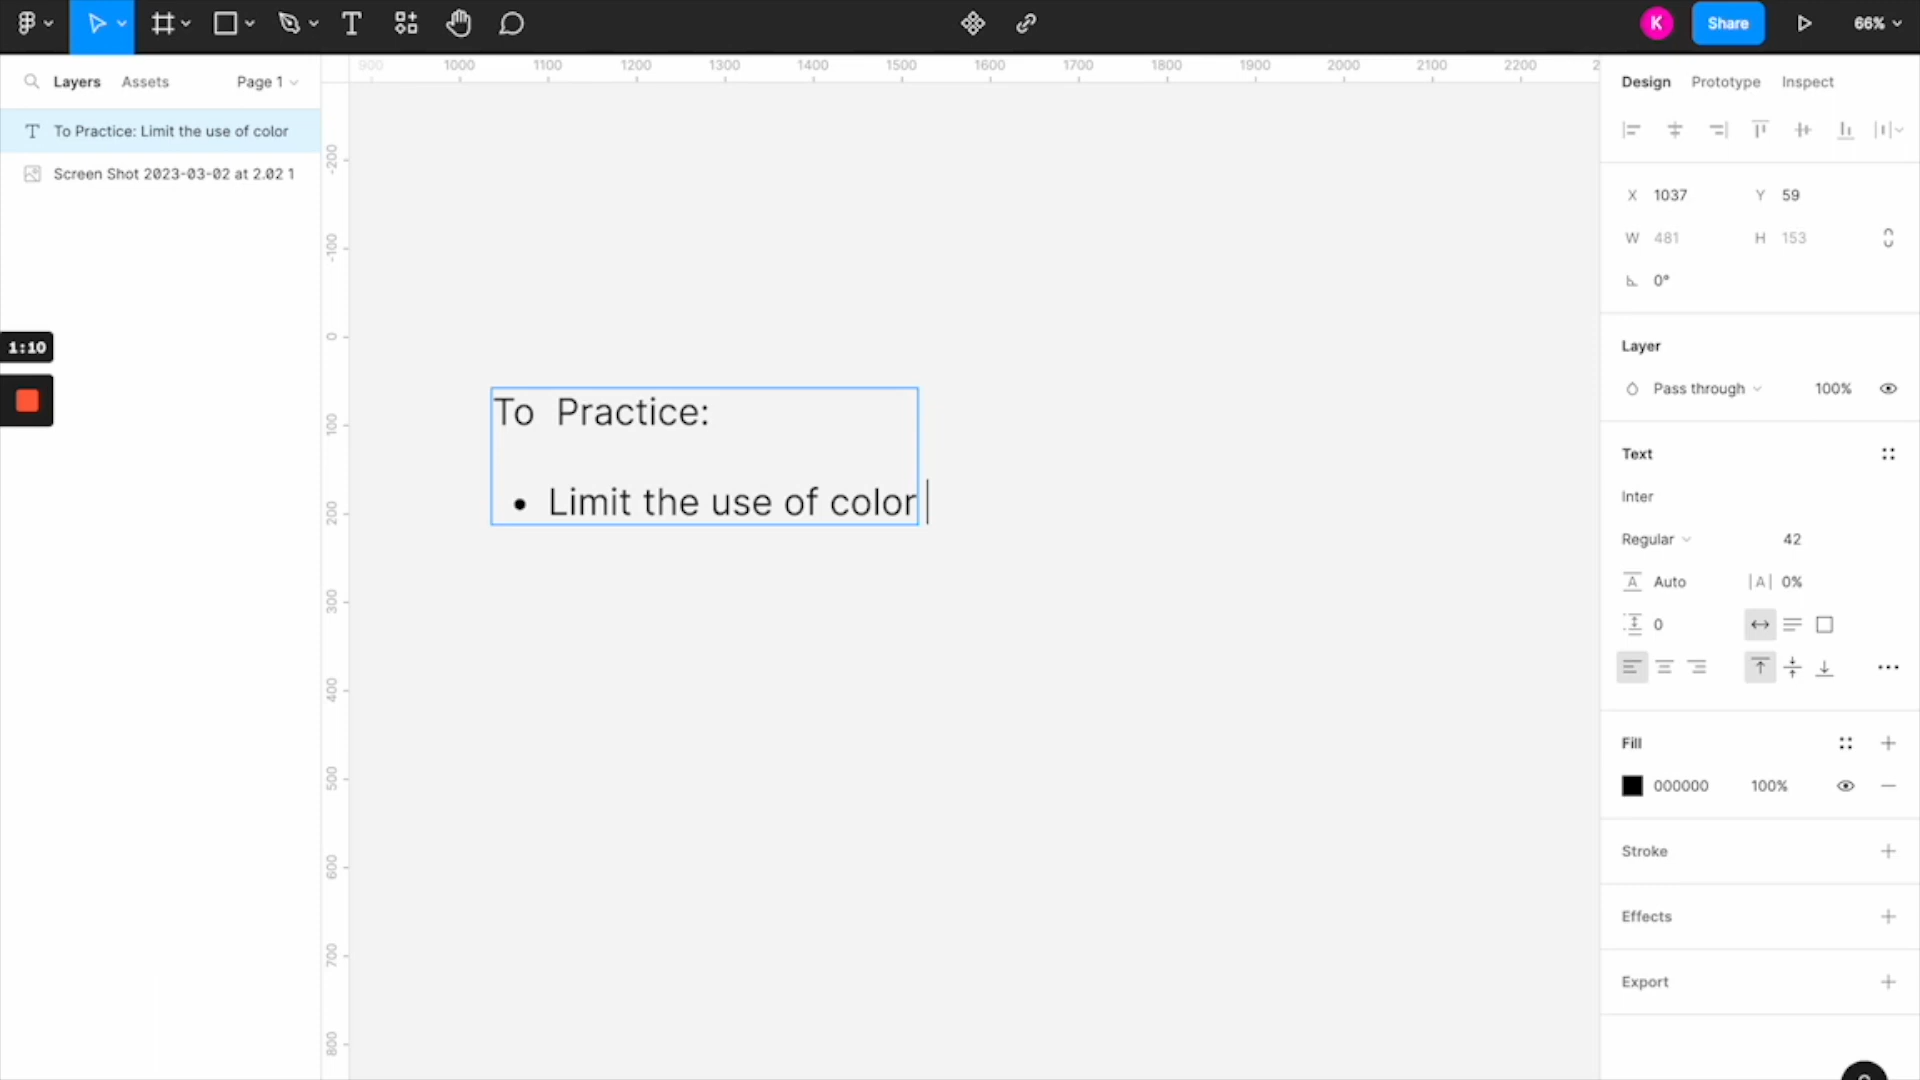 K
Share
66%
Layers
Assets
Page 1
To Practice: Limit the use of color
Screen Shot 2023-03-02 at 2.02 1
1:10
900 1000 1100 1200 1300 1400 1500 1600 1700 1800 1900 2000 2100 2200 2
-200
-100
0
100
200
300
400
500
600
700
800
To Practice:
• Limit the use of color
Design Prototype Inspect
X 1037 Y 59
W 481 H 153
0°
Layer
Pass through 100%
Text
Inter
Regular 42
A Auto |A| 0%
0
Fill
000000 100%
Stroke
Effects
Export